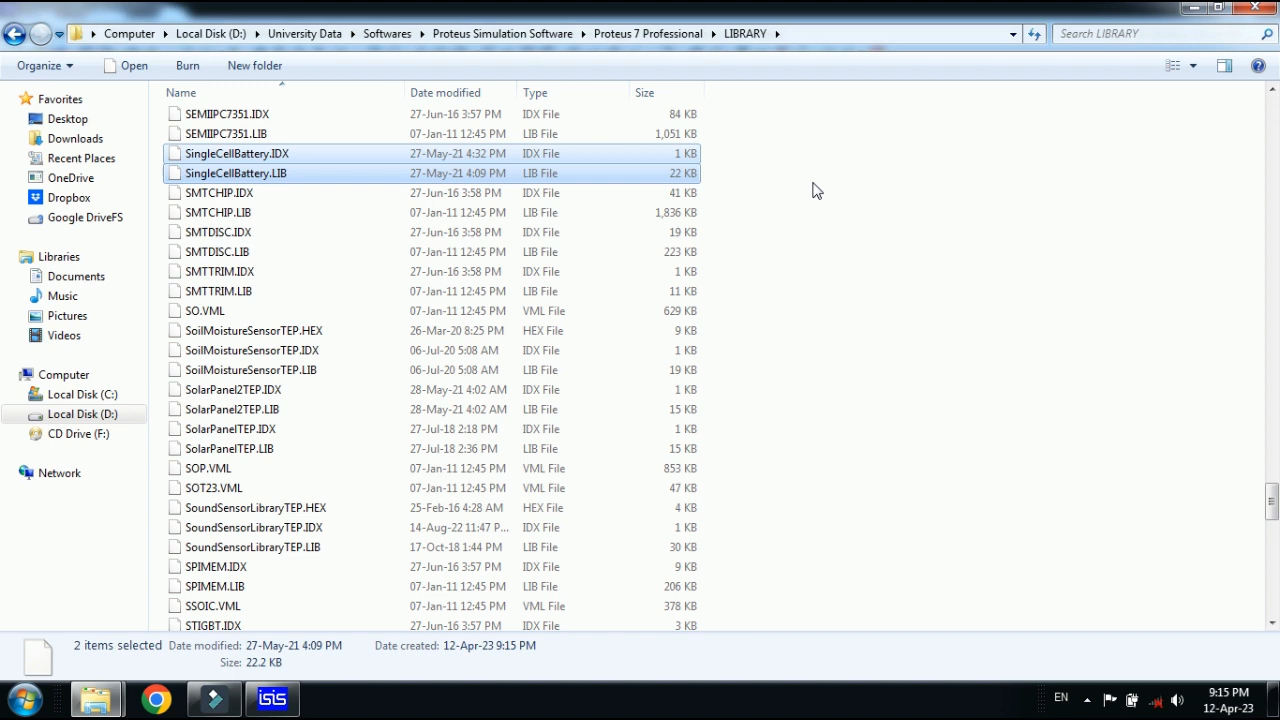 Computer Local Disk (D:) University Data Softwares Proteus Simulation Software Proteus 7 Professional LIBRARY Search LIBRARY
Organize Open Burn New folder
Name Date modified Type Size
Favorites
Desktop
Downloads
Recent Places
OneDrive
Dropbox
Google DriveFS
Libraries
Documents
Music
Pictures
Videos
Computer
Local Disk (C:)
Local Disk (D:)
CD Drive (F:)
Network
SEMIIPC7351.IDX 27-Jun-16 3:57 PM IDX File 84 KB
SEMIIPC7351.LIB 07-Jan-11 12:45 PM LIB File 1,051 KB
SingleCellBattery.IDX 27-May-21 4:32 PM IDX File 1 KB
SingleCellBattery.LIB 27-May-21 4:09 PM LIB File 22 KB
SMTCHIP.IDX 27-Jun-16 3:58 PM IDX File 41 KB
SMTCHIP.LIB 07-Jan-11 12:45 PM LIB File 1,836 KB
SMTDISC.IDX 27-Jun-16 3:58 PM IDX File 19 KB
SMTDISC.LIB 07-Jan-11 12:45 PM LIB File 223 KB
SMTTRIM.IDX 27-Jun-16 3:58 PM IDX File 1 KB
SMTTRIM.LIB 07-Jan-11 12:45 PM LIB File 11 KB
SO.VML 07-Jan-11 12:45 PM VML File 629 KB
SoilMoistureSensorTEP.HEX 26-Mar-20 8:25 PM HEX File 9 KB
SoilMoistureSensorTEP.IDX 06-Jul-20 5:08 AM IDX File 1 KB
SoilMoistureSensorTEP.LIB 06-Jul-20 5:08 AM LIB File 19 KB
SolarPanel2TEP.IDX 28-May-21 4:02 AM IDX File 1 KB
SolarPanel2TEP.LIB 28-May-21 4:02 AM LIB File 15 KB
SolarPanelTEP.IDX 27-Jul-18 2:18 PM IDX File 1 KB
SolarPanelTEP.LIB 27-Jul-18 2:36 PM LIB File 15 KB
SOP.VML 07-Jan-11 12:45 PM VML File 853 KB
SOT23.VML 07-Jan-11 12:45 PM VML File 47 KB
SoundSensorLibraryTEP.HEX 25-Feb-16 4:28 AM HEX File 4 KB
SoundSensorLibraryTEP.IDX 14-Aug-22 11:47 P... IDX File 1 KB
SoundSensorLibraryTEP.LIB 17-Oct-18 1:44 PM LIB File 30 KB
SPIMEM.IDX 27-Jun-16 3:57 PM IDX File 9 KB
SPIMEM.LIB 07-Jan-11 12:45 PM LIB File 206 KB
SSOIC.VML 07-Jan-11 12:45 PM VML File 378 KB
STIGBT.IDX 27-Jun-16 3:57 PM IDX File 3 KB
2 items selected Date modified: 27-May-21 4:09 PM Date created: 12-Apr-23 9:15 PM
Size: 22.2 KB
isis EN 9:15 PM
12-Apr-23